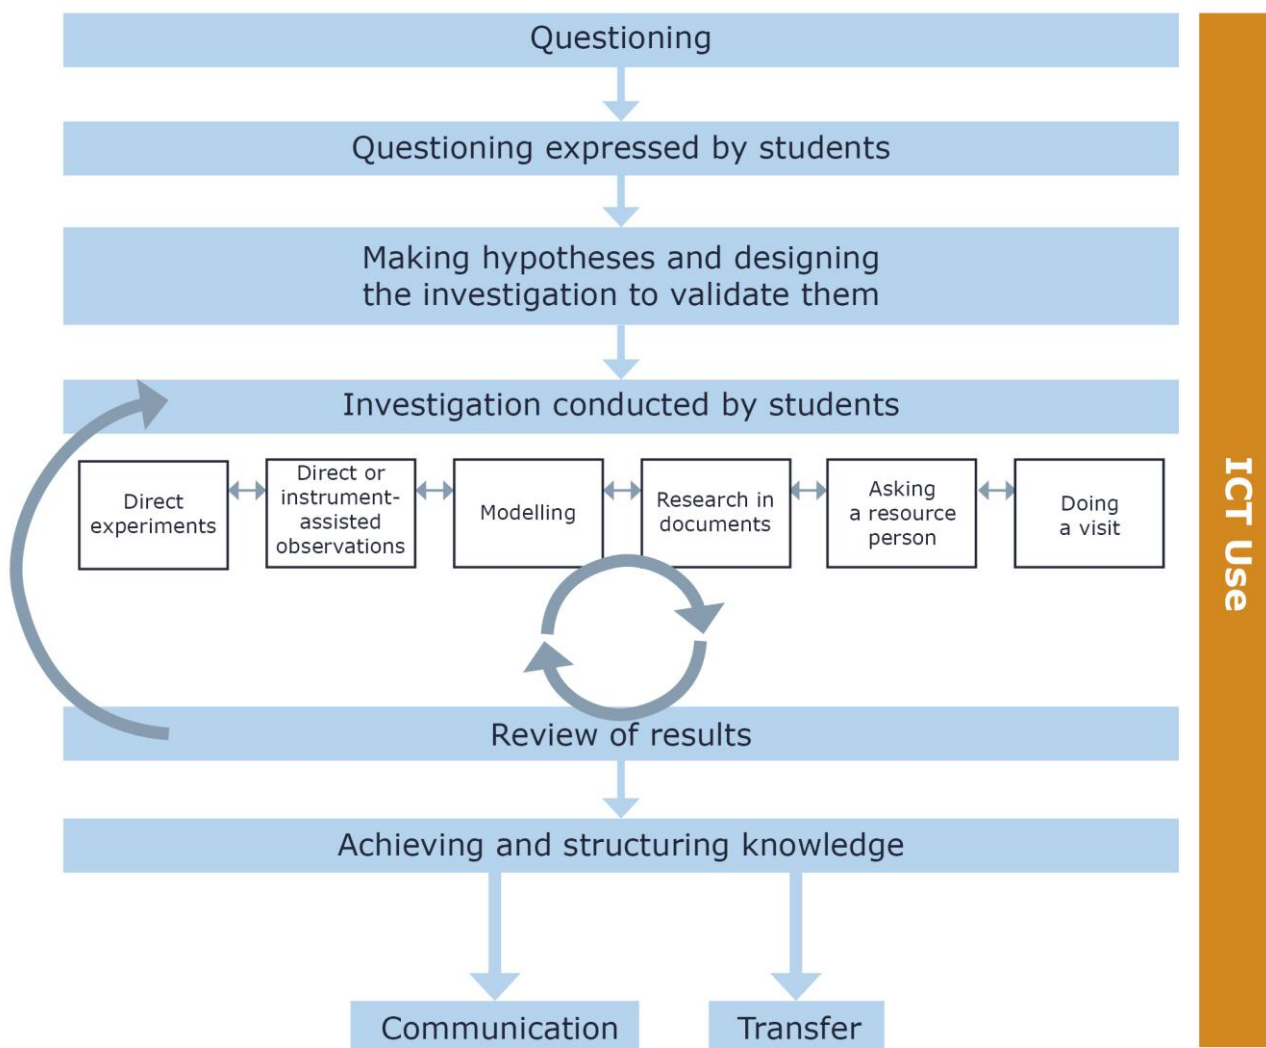 Questioning
Questioning expressed by students
Making hypotheses and designing
the investigation to validate them
Investigation conducted by students
Direct
experiments
Direct or
instrument-
assisted
observations
Modelling
Research in
documents
Asking
a resource
person
Doing
a visit
Review of results
Achieving and structuring knowledge
Communication
Transfer
ICT Use